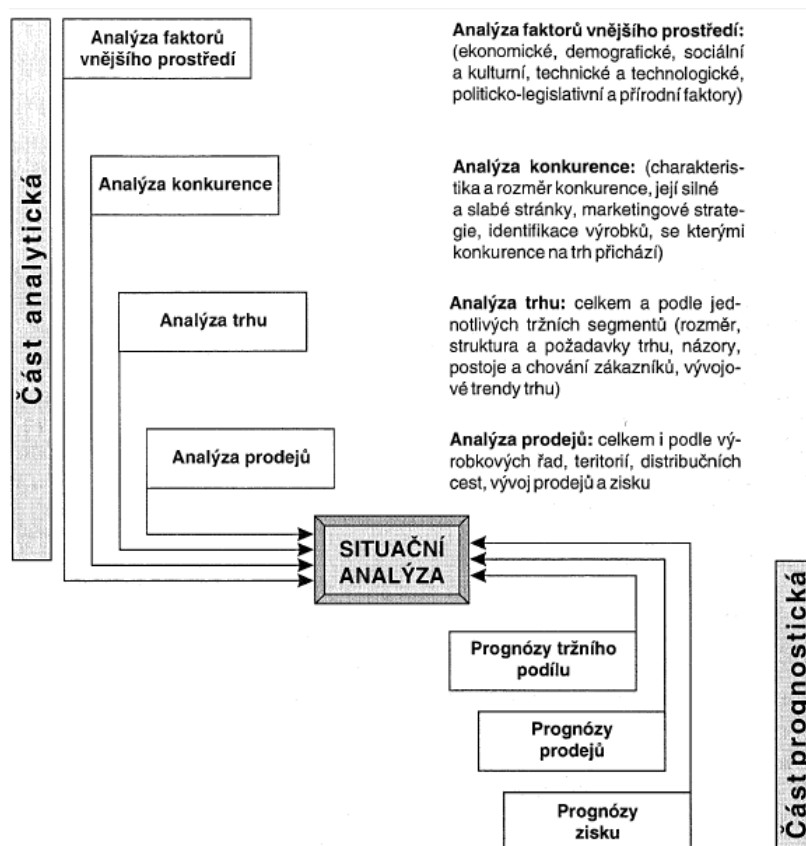 Část analytická
Analýza faktorů
vnějšího prostředí
Analýza faktorů vnějšího prostředí:
(ekonomické, demografické, sociální
a kulturní, technické a technologické,
politicko-legislativní a přírodní faktory)
Analýza konkurence
Analýza konkurence: (charakteris-
tika a rozměr konkurence, její silné
a slabé stránky, marketingové strate-
gie, identifikace výrobků, se kterými
konkurence na trh přichází)
Analýza trhu
Analýza trhu: celkem a podle jed-
notlivých tržních segmentů (rozměr,
struktura a požadavky trhu, názory,
postoje a chování zákazníků, vývojo-
vé trendy trhu)
Analýza prodejů
Analýza prodejů: celkem i podle vý-
robkových řad, teritorií, distribučních
cest, vývoj prodejů a zisku
SITUAČNÍ
ANALÝZA
Část prognostická
Prognózy tržního
podílu
Prognózy
prodejů
Prognózy
zisku